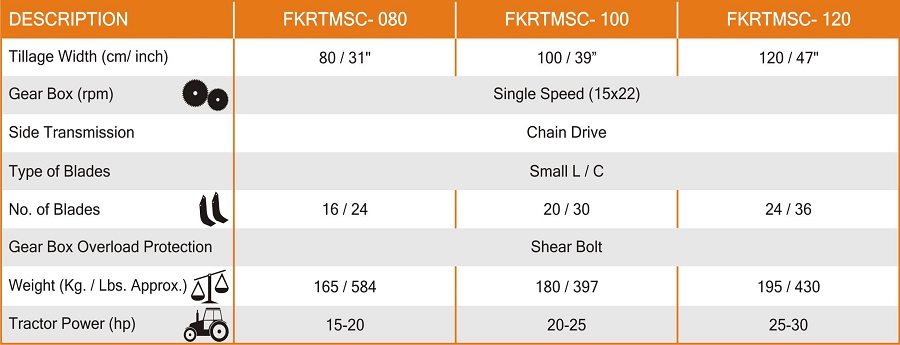 DESCRIPTION FKRTMSC- 080 FKRTMSC- 100 FKRTMSC- 120
Tillage Width (cm/ inch) 80 / 31" 100 / 39” 120 / 47"
Gear Box (rpm) Single Speed (15x22)
Side Transmission Chain Drive
Type of Blades Small L / C
No. of Blades 16 / 24 20 / 30 24 / 36
Gear Box Overload Protection Shear Bolt
Weight (Kg. / Lbs. Approx.) 165 / 584 180 / 397 195 / 430
Tractor Power (hp) 15-20 20-25 25-30